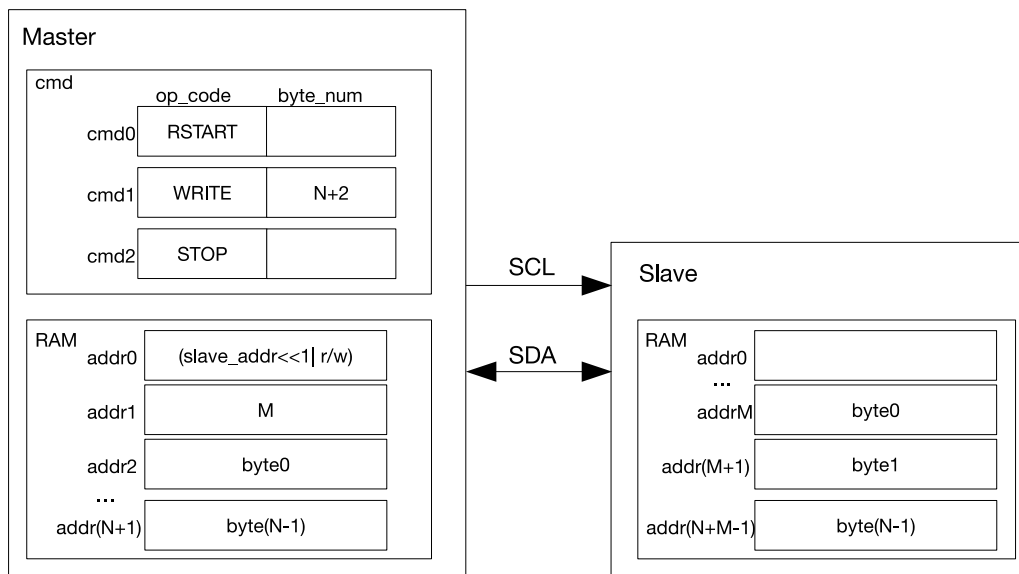 Master
cmd
op_code byte_num
cmd0 RSTART
cmd1 WRITE N+2
cmd2 STOP
RAM
addr0 (slave_addr<<1| r/w)
addr1 M
addr2 byte0
...
addr(N+1) byte(N-1)
SCL
SDA
Slave
RAM
addr0
...
addrM byte0
addr(M+1) byte1
addr(N+M-1) byte(N-1)